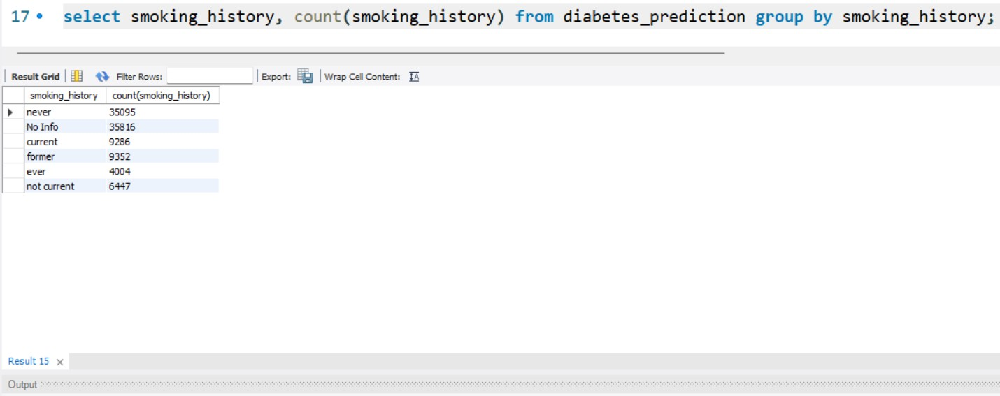 17 select smoking_history, count(smoking_history) from diabetes_prediction group by smoking_history;
Result Grid Filter Rows: Export: Wrap Cell Content: IA
smoking_history count(smoking_history)
never 35095
No Info 35816
current 9286
former 9352
ever 4004
not current 6447
Result 15 x
Output